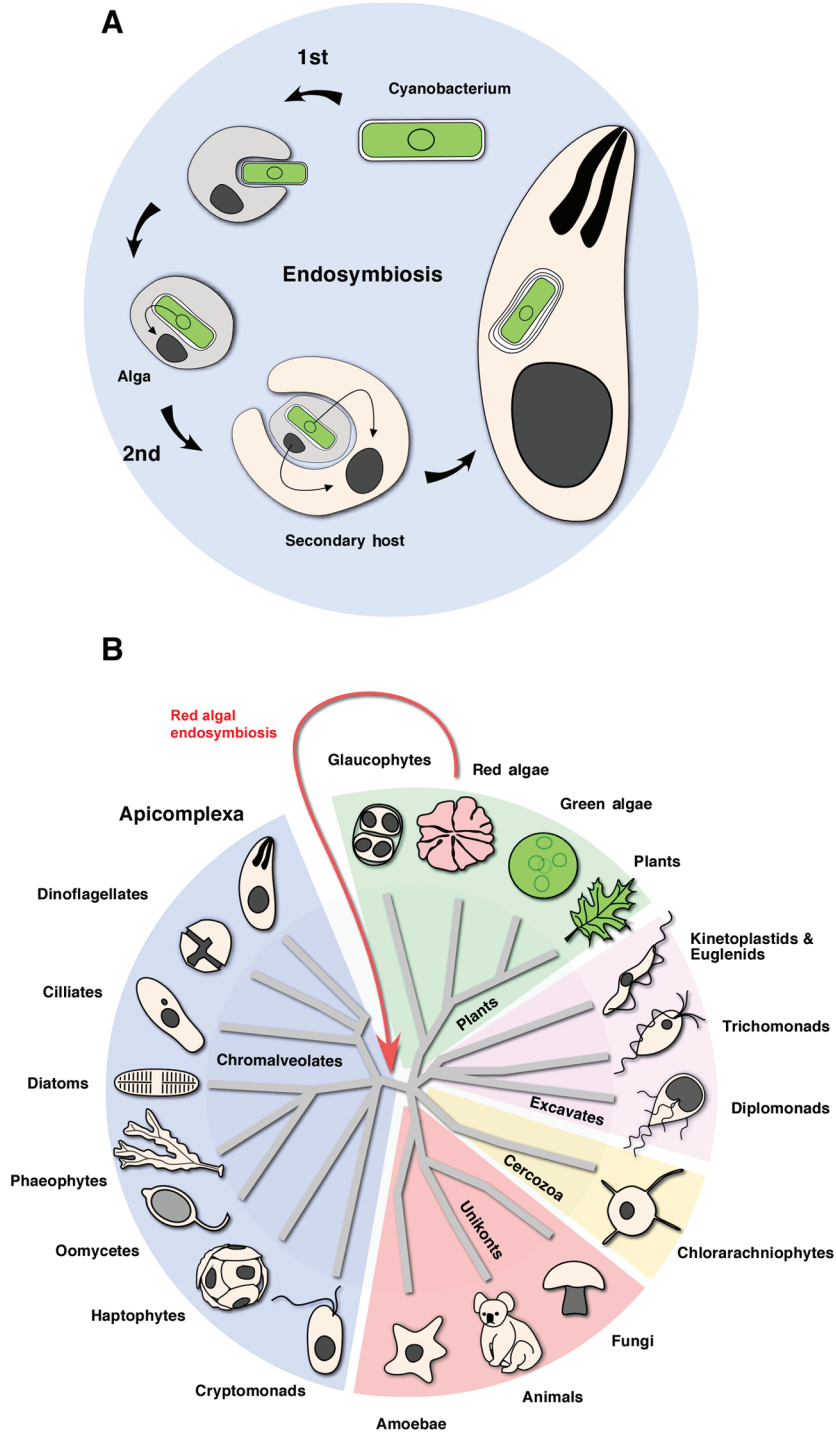 A
1st
Cyanobacterium
Endosymbiosis
Alga
2nd
Secondary host
B
Red algal
endosymbiosis
Glaucophytes
Red algae
Green algae
Plants
Apicomplexa
Dinoflagellates
Cilliates
Diatoms
Phaeophytes
Oomycetes
Haptophytes
Cryptomonads
Chromalveolates
Plants
Kinetoplastids &
Euglenids
Trichomonads
Diplomonads
Excavates
Cercozoa
Chlorarachniophytes
Unikonts
Fungi
Animals
Amoebae